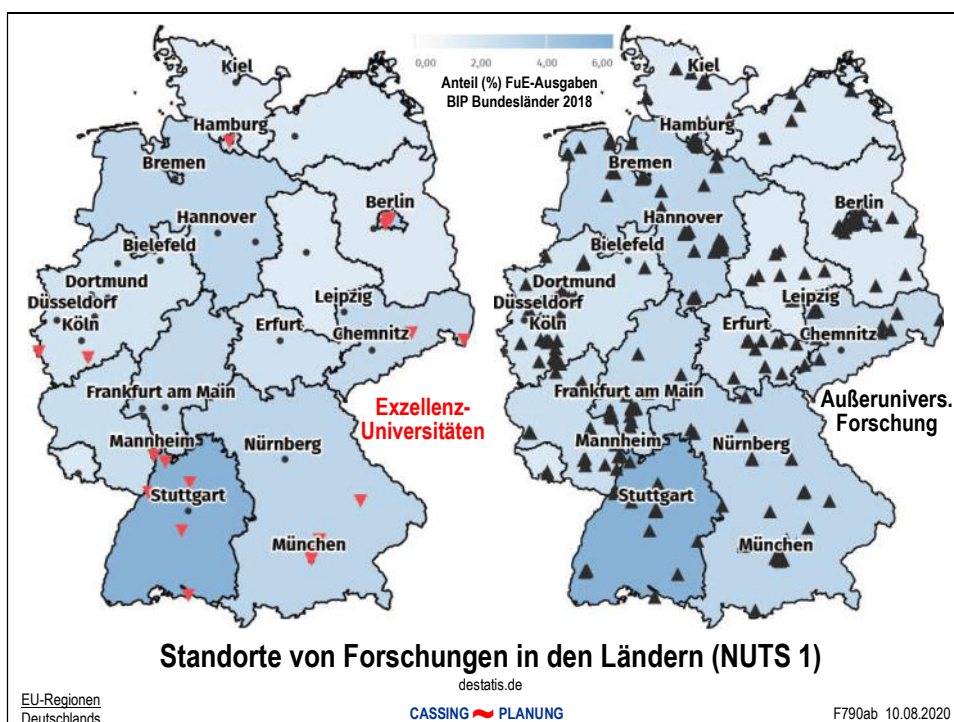 0,00 2,00 4,00 6,00
Anteil (%) FuE-Ausgaben
BIP Bundesländer 2018
Kiel
Hamburg
Bremen
Berlin
Hannover
Bielefeld
Dortmund
Düsseldorf
Leipzig
Köln
Erfurt
Chemnitz
Frankfurt am Main
Mannheim
Nürnberg
Stuttgart
München
Exzellenz-
Universitäten
Kiel
Hamburg
Bremen
Berlin
Hannover
Bielefeld
Dortmund
Düsseldorf
Leipzig
Köln
Erfurt
Chemnitz
Frankfurt am Main
Mannheim
Nürnberg
Stuttgart
München
Außerunivers.
Forschung
Standorte von Forschungen in den Ländern (NUTS 1)
destatis.de
EU-Regionen
Deutschlands
CASSING PLANUNG
F790ab 10.08.2020